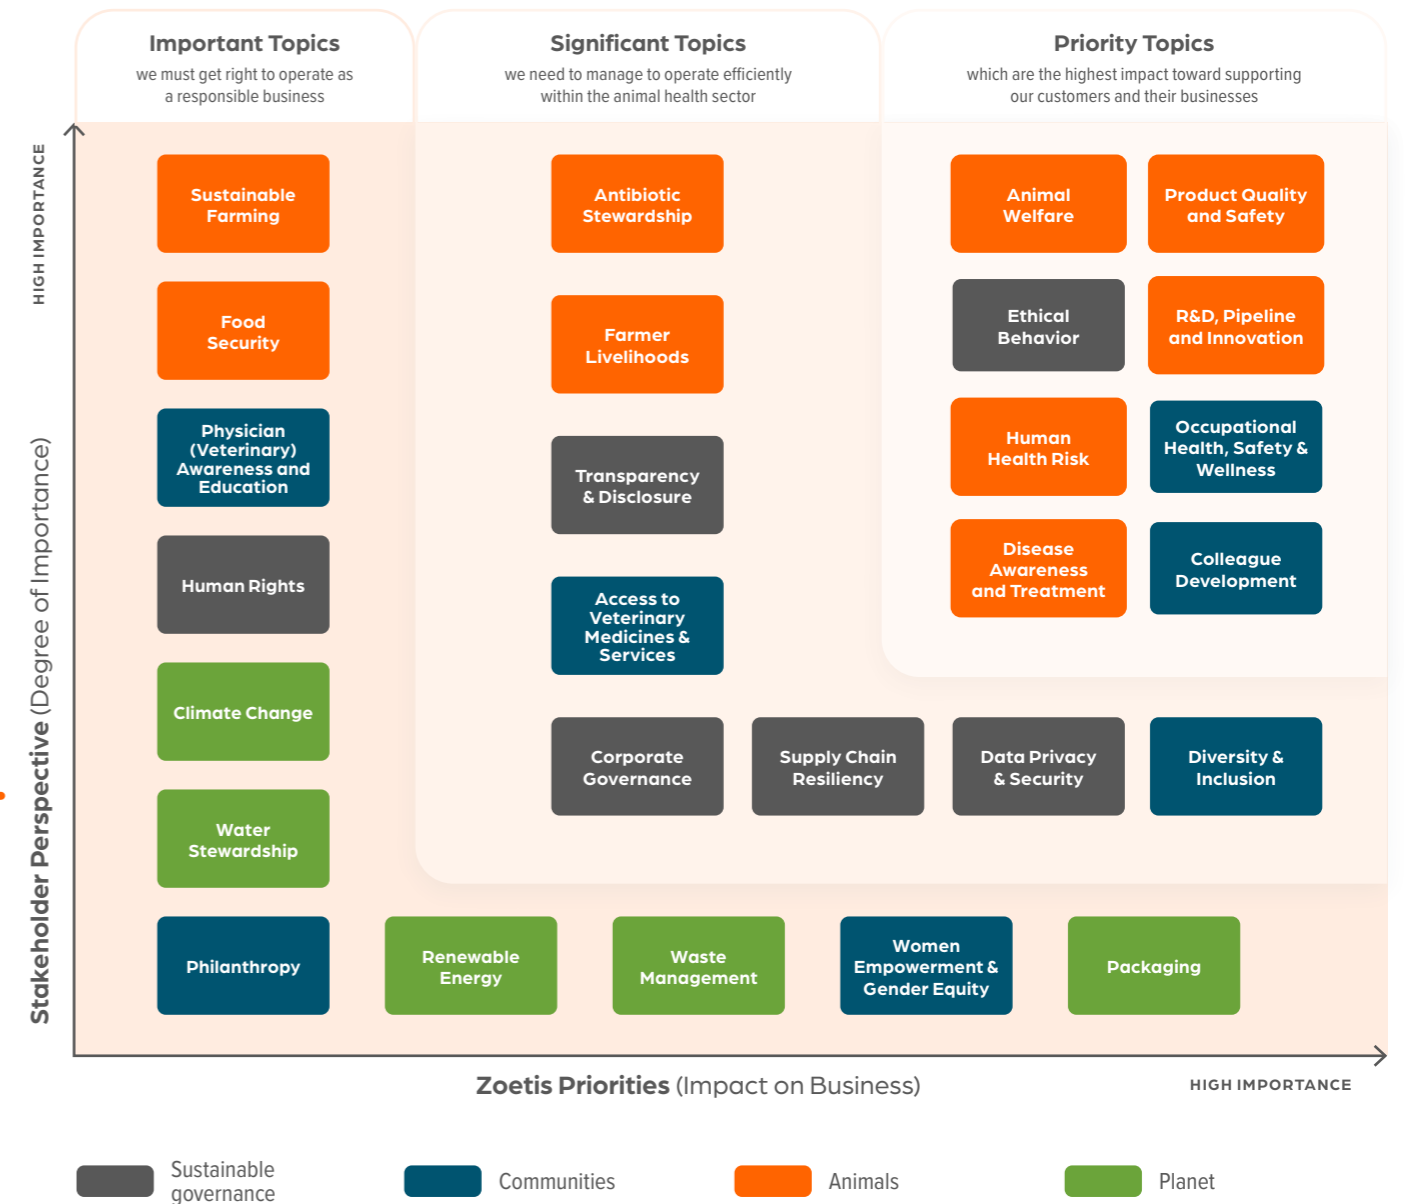 Important Topics
we must get right to operate as
a responsible business
Significant Topics
we need to manage to operate efficiently
within the animal health sector
Priority Topics
which are the highest impact toward supporting
our customers and their businesses
HIGH IMPORTANCE
Stakeholder Perspective (Degree of Importance)
Sustainable
Farming
Food
Security
Physician
(Veterinary)
Awareness and
Education
Human Rights
Climate Change
Water
Stewardship
Philanthropy
Renewable
Energy
Waste
Management
Women
Empowerment &
Gender Equity
Packaging
Antibiotic
Stewardship
Farmer
Livelihoods
Transparency
& Disclosure
Access to
Veterinary
Medicines &
Services
Corporate
Governance
Supply Chain
Resiliency
Data Privacy
& Security
Diversity &
Inclusion
Animal
Welfare
Product Quality
and Safety
Ethical
Behavior
R&D, Pipeline
and Innovation
Human
Health Risk
Occupational
Health, Safety &
Wellness
Disease
Awareness
and Treatment
Colleague
Development
Zoetis Priorities (Impact on Business)
HIGH IMPORTANCE
Sustainable
governance
Communities
Animals
Planet